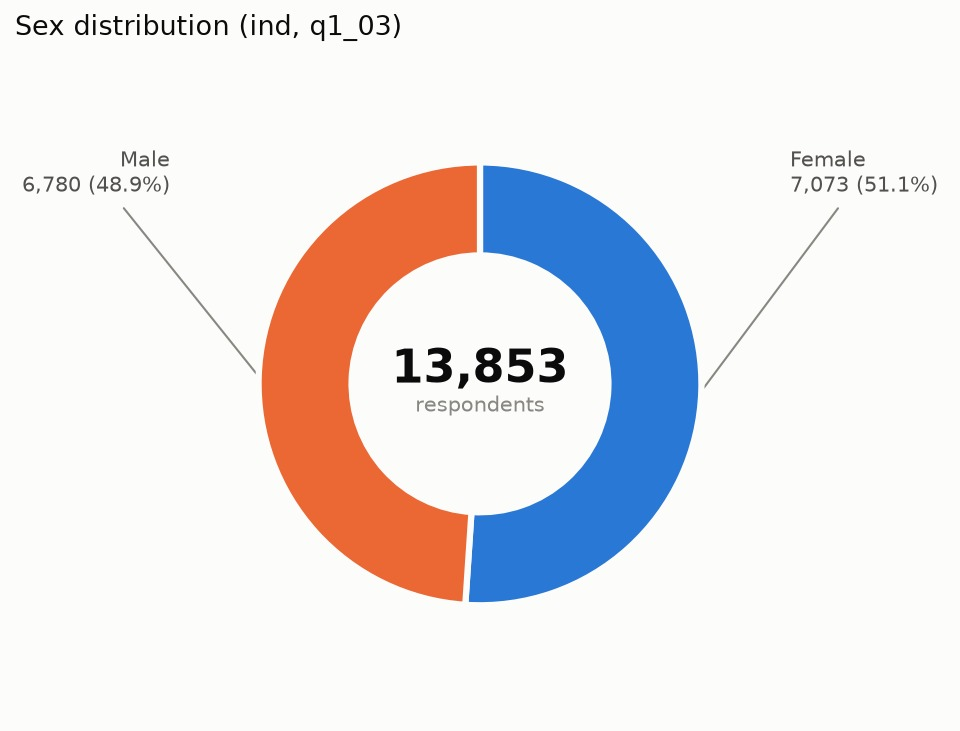 Sex distribution (ind, q1_03)
Male
6,780 (48.9%)
Female
7,073 (51.1%)
13,853
respondents